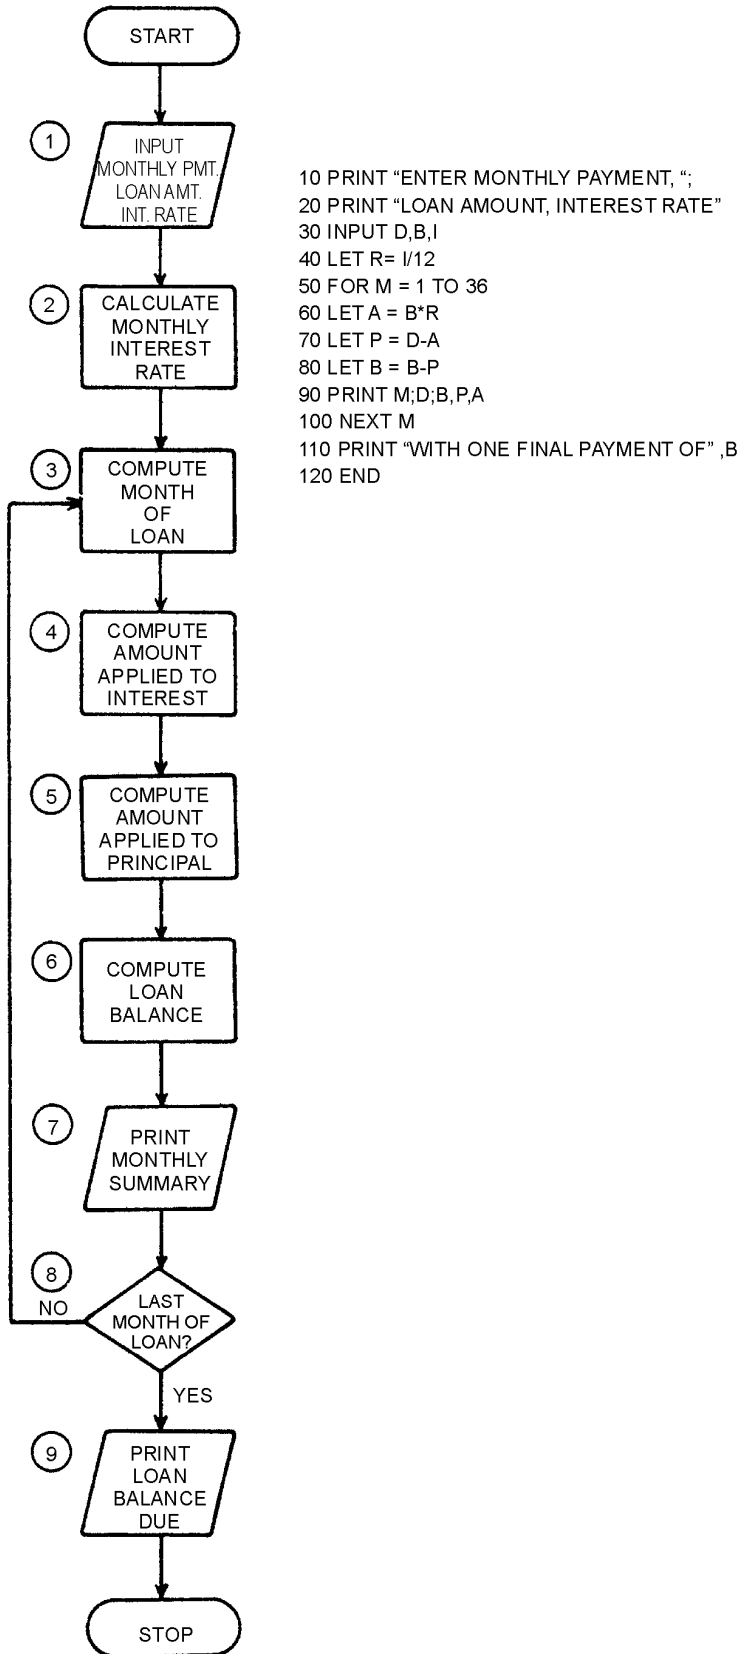 START
1
INPUT
MONTHLY PMT.
LOAN AMT.
INT. RATE
2
CALCULATE
MONTHLY
INTEREST
RATE
3
COMPUTE
MONTH
OF
LOAN
4
COMPUTE
AMOUNT
APPLIED TO
INTEREST
5
COMPUTE
AMOUNT
APPLIED TO
PRINCIPAL
6
COMPUTE
LOAN
BALANCE
7
PRINT
MONTHLY
SUMMARY
8
NO
LAST
MONTH OF
LOAN?
YES
9
PRINT
LOAN
BALANCE
DUE
STOP
10 PRINT “ENTER MONTHLY PAYMENT, “;
20 PRINT “LOAN AMOUNT, INTEREST RATE”
30 INPUT D,B,I
40 LET R= I/12
50 FOR M = 1 TO 36
60 LET A = B*R
70 LET P = D-A
80 LET B = B-P
90 PRINT M;D;B,P,A
100 NEXT M
110 PRINT “WITH ONE FINAL PAYMENT OF” ,B
120 END